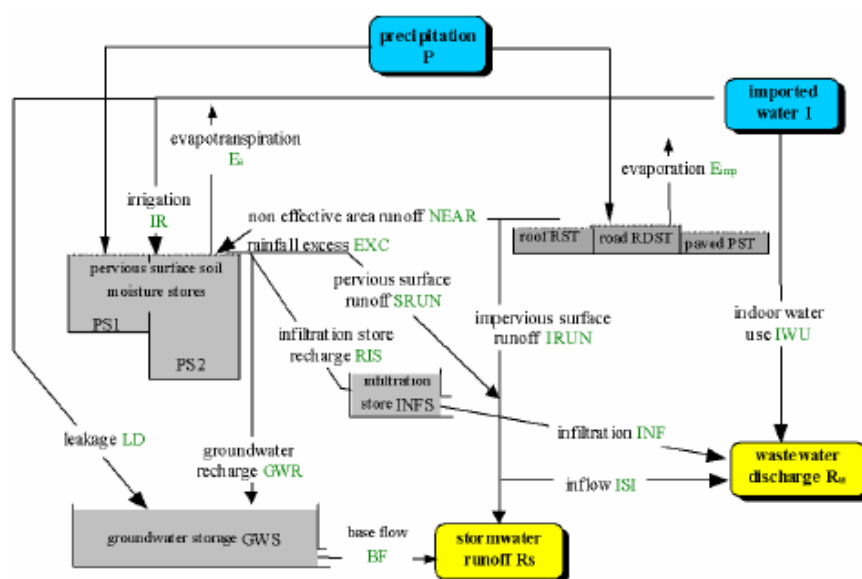 precipitation
P
imported
water I
evapotranspiration
Ea
evaporation Eimp
irrigation
IR
non effective area runoff NEAR
rainfall excess EXC
roof RST
road RDST
paved PST
pervious surface soil
moisture stores
PS1
PS2
pervious surface
runoff SRUN
impervious surface
runoff IRUN
indoor water
use IWU
infiltration store
recharge RIS
infiltration
store INFS
leakage LD
groundwater
recharge GWR
infiltration INF
wastewater
discharge Rw
inflow ISI
groundwater storage GWS
base flow
BF
stormwater
runoff Rs